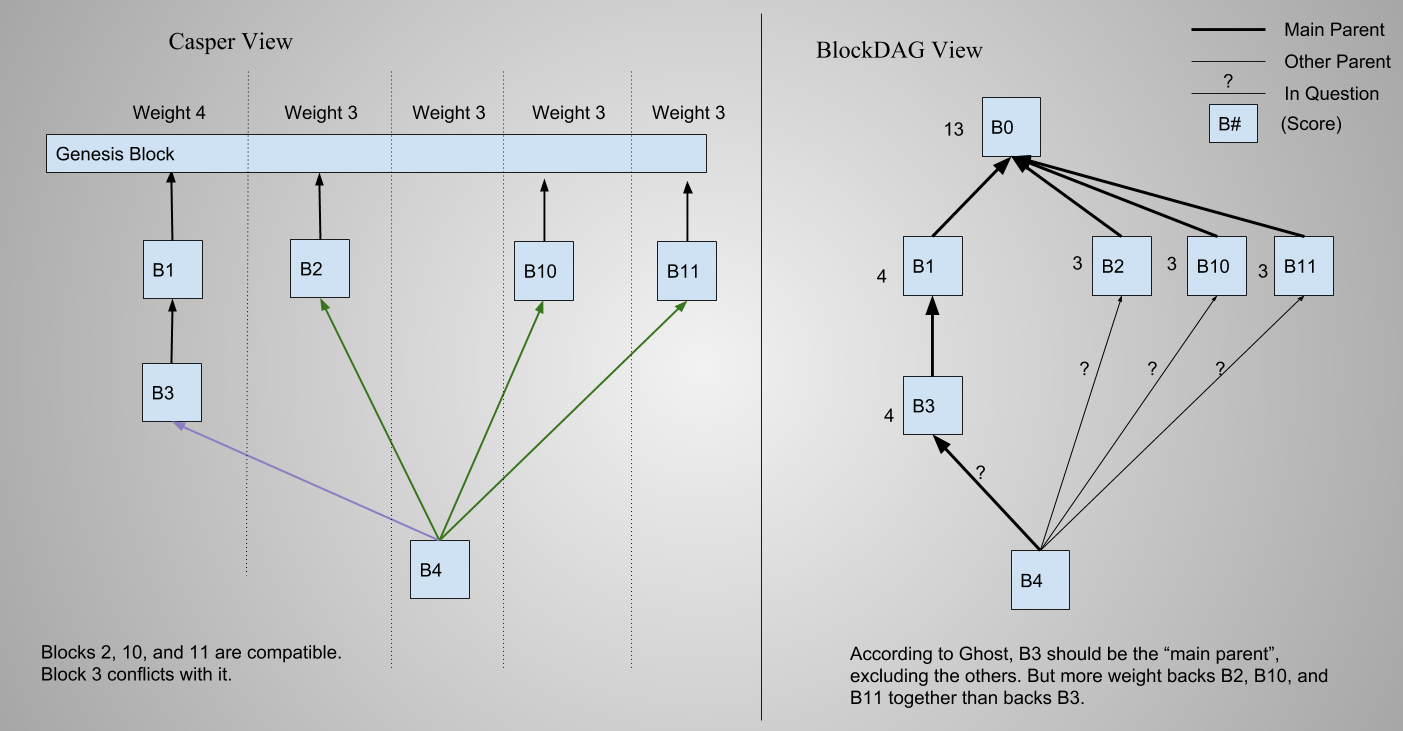 Casper View
Weight 4
Weight 3
Weight 3
Weight 3
Weight 3
Genesis Block
B1
B2
B10
B11
B3
B4
Blocks 2, 10, and 11 are compatible.
Block 3 conflicts with it.
BlockDAG View
Main Parent
Other Parent
?
In Question
B#
(Score)
13
B0
4
B1
3
B2
3
B10
3
B11
?
?
?
4
B3
?
B4
According to Ghost, B3 should be the “main parent”,
excluding the others. But more weight backs B2, B10, and
B11 together than backs B3.